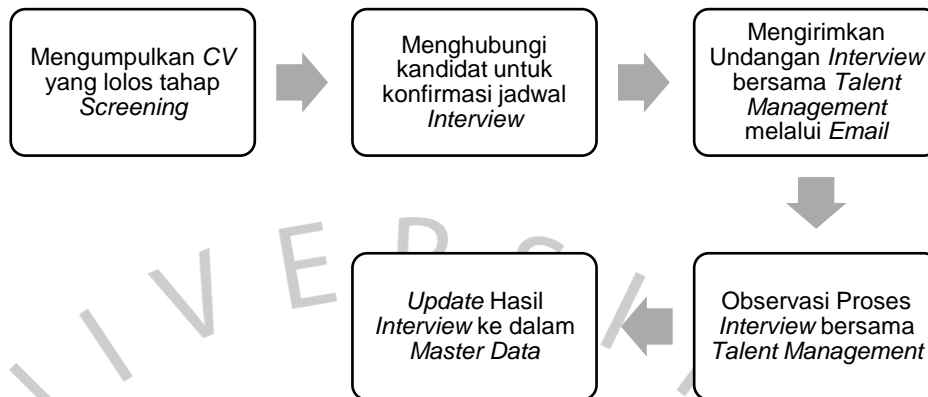 Mengumpulkan CV
yang lolos tahap
Screening
Menghubungi
kandidat untuk
konfirmasi jadwal
Interview
Mengirimkan
Undangan Interview
bersama Talent
Management
melalui Email
Observasi Proses
Interview bersama
Talent Management
Update Hasil
Interview ke dalam
Master Data